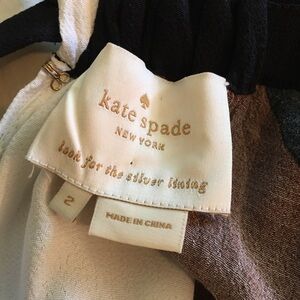 kate spade
NEW YORK
look for the silver lining
2
MADE IN CHINA